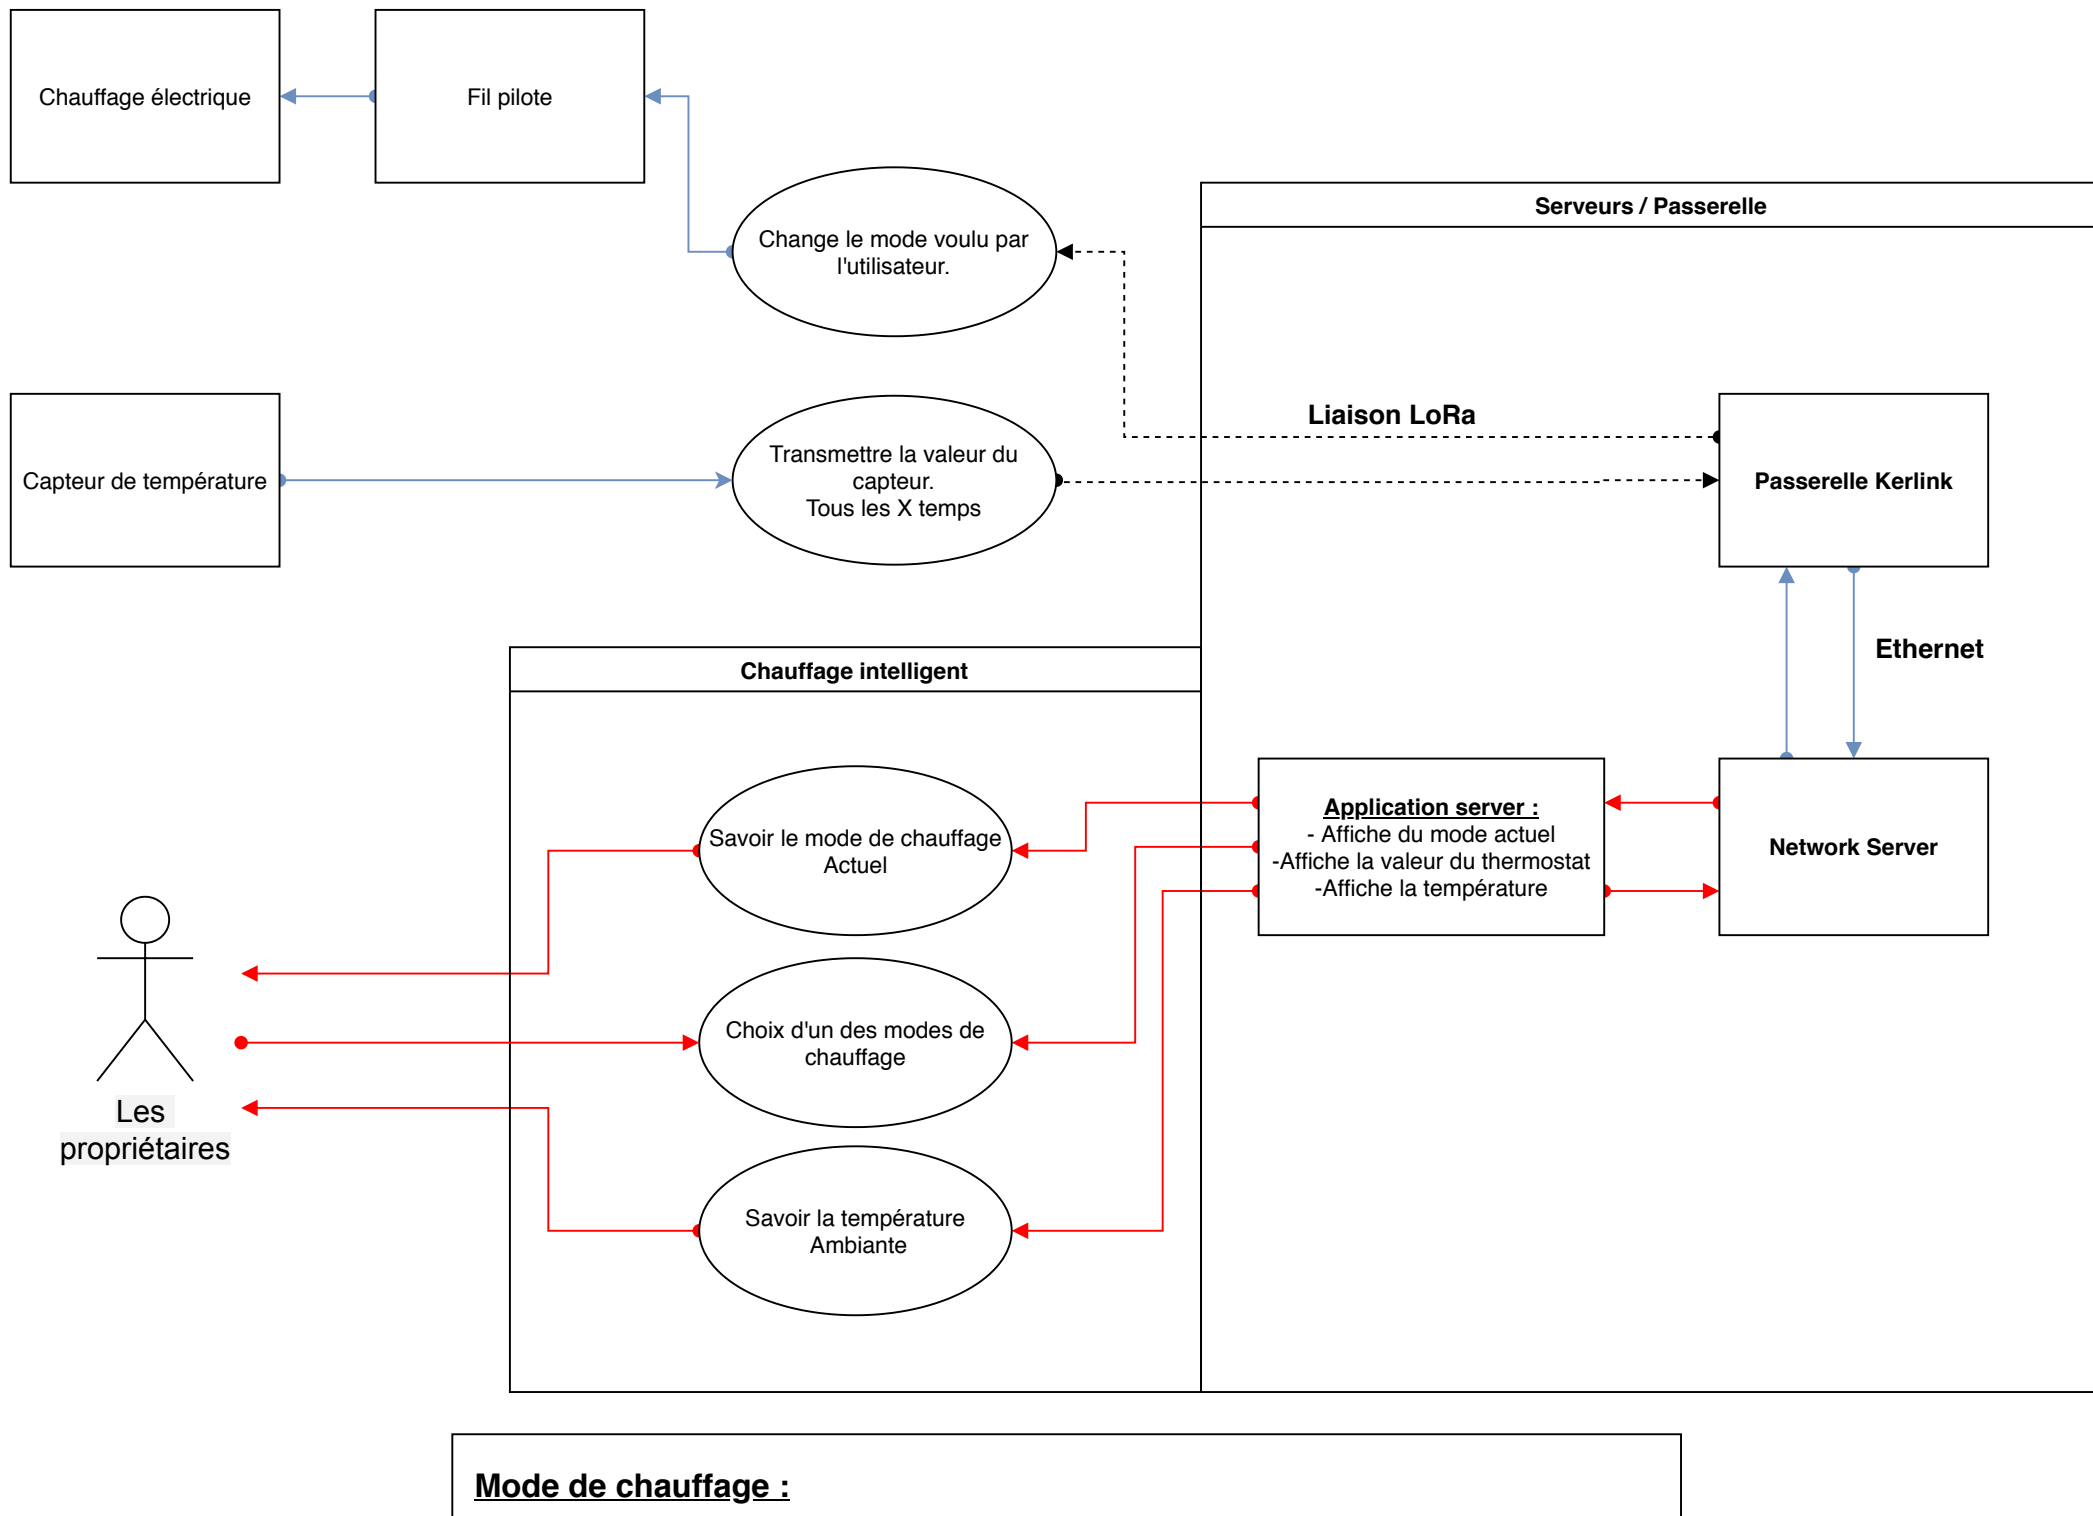 Chauffage électrique
Fil pilote
Change le mode voulu par
l'utilisateur.
Serveurs / Passerelle
Capteur de température
Transmettre la valeur du
capteur.
Tous les X temps
Liaison LoRa
Passerelle Kerlink
Ethernet
Chauffage intelligent
Savoir le mode de chauffage
Actuel
Application server :
- Affiche du mode actuel
-Affiche la valeur du thermostat
-Affiche la température
Network Server
Choix d'un des modes de
chauffage
Les
propriétaires
Savoir la température
Ambiante
Mode de chauffage :